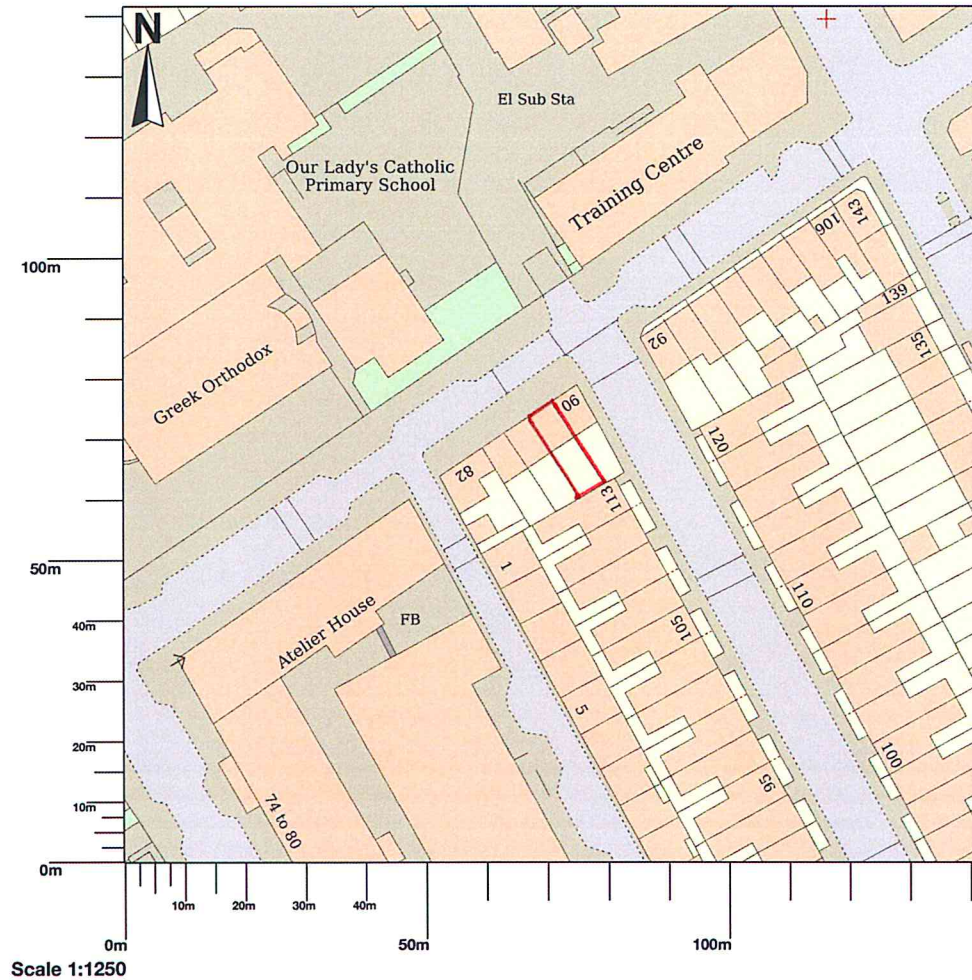 N
El Sub Sta
Our Lady's Catholic
Primary School
Training Centre
106
143
139
135
92
Greek Orthodox
90
82
113
120
1
Atelier House
FB
105
110
5
100
95
74 to 80
100m
50m
40m
30m
20m
10m
0m
10m
20m
30m
40m
0m
50m
100m
Scale 1:1250